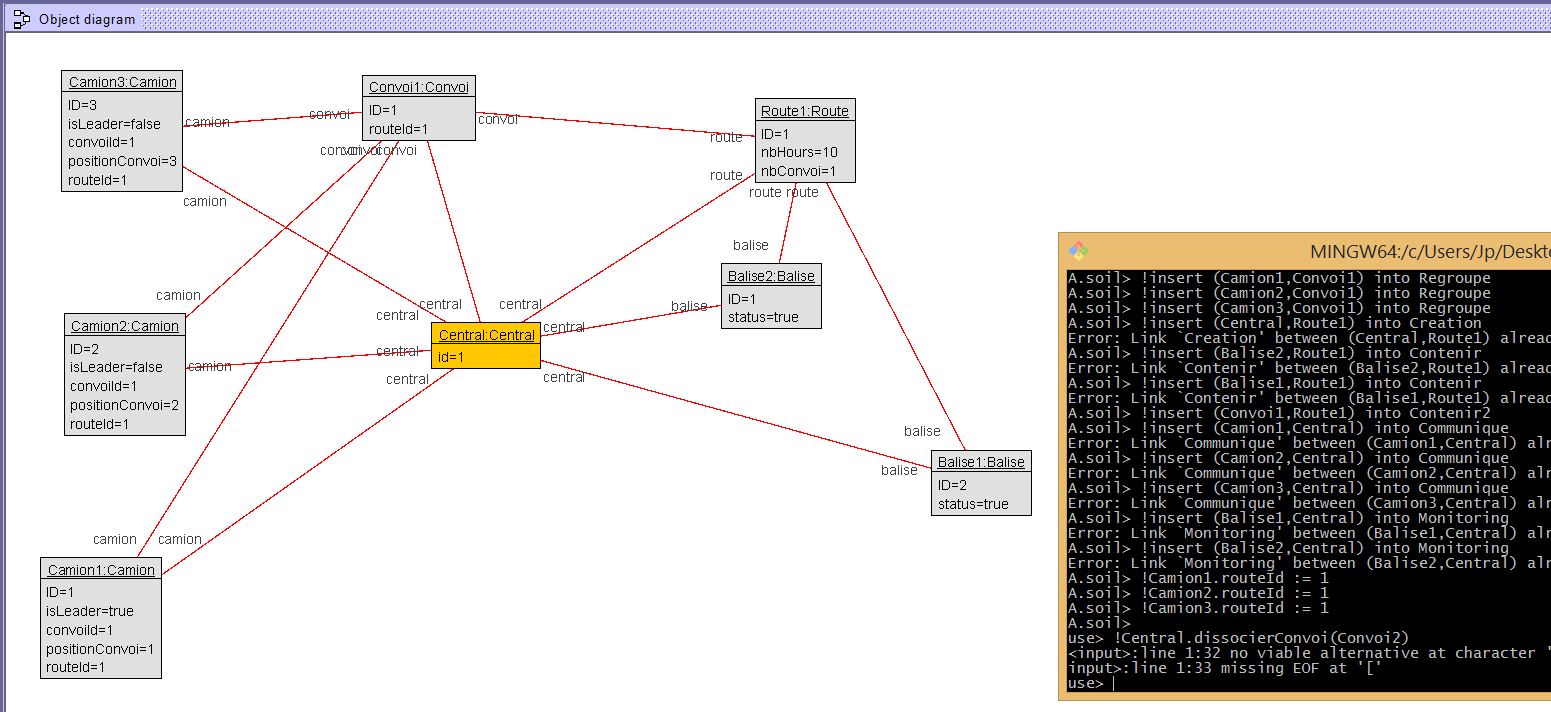 Object diagram
Camion3:Camion
ID=3
isLeader=false
convoiId=1
positionConvoi=3
routeId=1
camion
camion
Convoi1:Convoi
ID=1
routeId=1
convoi
convoi
convoi
convoi
convoi
Route1:Route
ID=1
nbHours=10
nbConvoi=1
route
route
route
route
balise
Balise2:Balise
ID=1
status=true
balise
camion
Camion2:Camion
ID=2
isLeader=false
convoiId=1
positionConvoi=2
routeId=1
camion
central
central
central
central
central
central
central
Central:Central
id=1
balise
balise
Balise1:Balise
ID=2
status=true
camion
camion
Camion1:Camion
ID=1
isLeader=true
convoiId=1
positionConvoi=1
routeId=1
MINGW64:/c/Users/Jp/Deskt
A.soil> !insert (Camion1,Convoi1) into Regroupe
A.soil> !insert (Camion2,Convoi1) into Regroupe
A.soil> !insert (Camion3,Convoi1) into Regroupe
A.soil> !insert (Central,Route1) into Creation
Error: Link `Creation' between (Central,Route1) alread
A.soil> !insert (Balise2,Route1) into Contenir
Error: Link `Contenir' between (Balise2,Route1) alread
A.soil> !insert (Balise1,Route1) into Contenir
Error: Link `Contenir' between (Balise1,Route1) alread
A.soil> !insert (Convoi1,Route1) into Contenir2
A.soil> !insert (Camion1,Central) into Communique
Error: Link `Communique' between (Camion1,Central) alr
A.soil> !insert (Camion2,Central) into Communique
Error: Link `Communique' between (Camion2,Central) alr
A.soil> !insert (Camion3,Central) into Communique
Error: Link `Communique' between (Camion3,Central) alr
A.soil> !insert (Balise1,Central) into Monitoring
Error: Link `Monitoring' between (Balise1,Central) alr
A.soil> !insert (Balise2,Central) into Monitoring
Error: Link `Monitoring' between (Balise2,Central) alr
A.soil> !Camion1.routeId := 1
A.soil> !Camion2.routeId := 1
A.soil> !Camion3.routeId := 1
A.soil>
use> !Central.dissocierConvoi(Convoi2)
<input>:line 1:32 no viable alternative at character '
input>:line 1:33 missing EOF at '['
use>